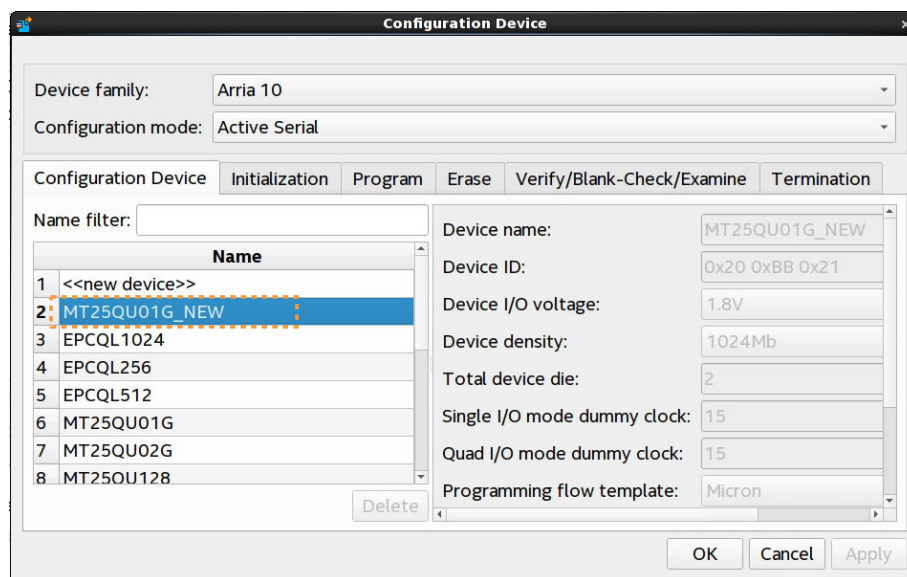 Configuration Device
Device family: Arria 10
Configuration mode: Active Serial
Configuration Device Initialization Program Erase Verify/Blank-Check/Examine Termination
Name filter:
Name
1 <<new device>>
2 MT25QU01G_NEW
3 EPCQL1024
4 EPCQL256
5 EPCQL512
6 MT25QU01G
7 MT25QU02G
8 MT25QU128
Delete
Device name: MT25QU01G_NEW
Device ID: 0x20 0xBB 0x21
Device I/O voltage: 1.8V
Device density: 1024Mb
Total device die: 2
Single I/O mode dummy clock: 15
Quad I/O mode dummy clock: 15
Programming flow template: Micron
OK Cancel Apply